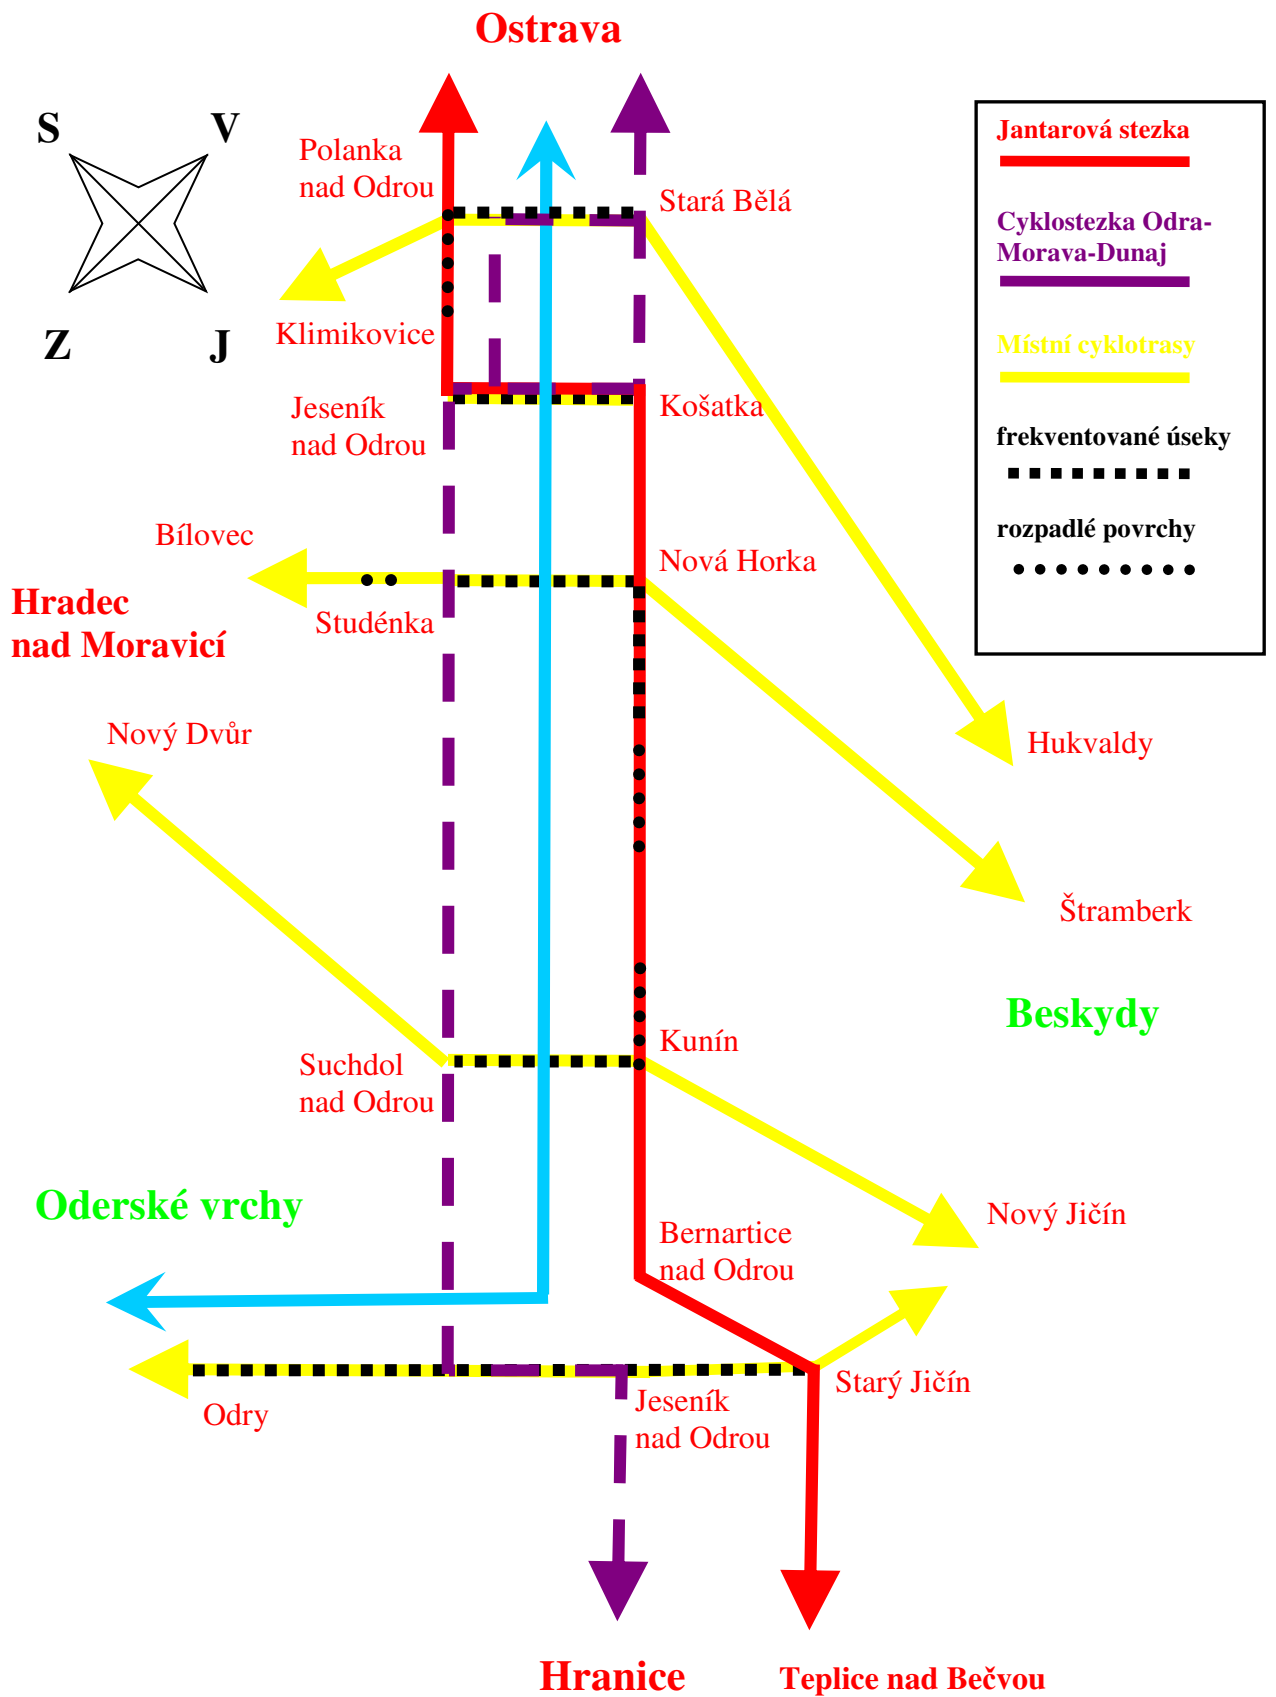 Ostrava
S
V
Z
J
Polanka
nad Odrou
Stará Bělá
Jantarová stezka
Cyklostezka Odra-
Morava-Dunaj
Místní cyklotrasy
frekventované úseky
rozpadlé povrchy
Klimikovice
Jeseník
nad Odrou
Košatka
Bílovec
Nová Horka
Hradec
nad Moravicí
Studénka
Nový Dvůr
Hukvaldy
Štramberk
Beskydy
Kunín
Suchdol
nad Odrou
Oderské vrchy
Nový Jičín
Bernartice
nad Odrou
Starý Jičín
Odry
Jeseník
nad Odrou
Hranice
Teplice nad Bečvou